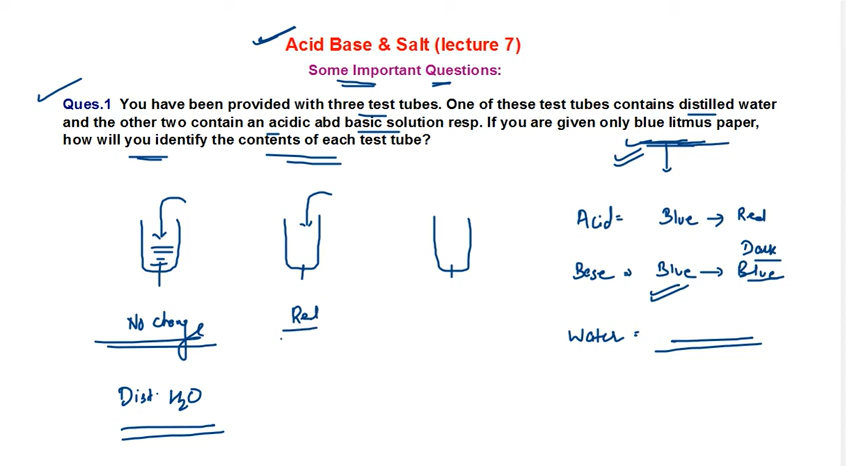 Acid Base & Salt (lecture 7)
Some Important Questions:
Ques.1 You have been provided with three test tubes. One of these test tubes contains distilled water
and the other two contain an acidic abd basic solution resp. If you are given only blue litmus paper,
how will you identify the contents of each test tube?
Acid = Blue → Red
Dark
Base = Blue → Blue
No change
Red
Water =
Dist. H2O